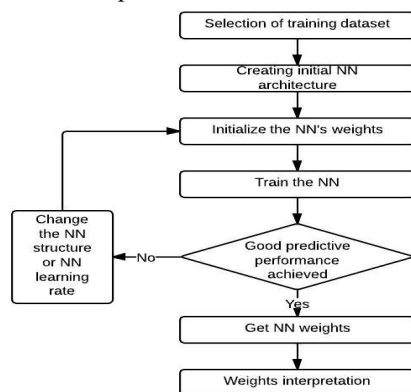 Selection of training dataset
Creating initial NN
architecture
Initialize the NN's weights
Train the NN
Change
the NN
structure
or NN
learning
rate
No
Good predictive
performance
achieved
Yes
Get NN weights
Weights interpretation